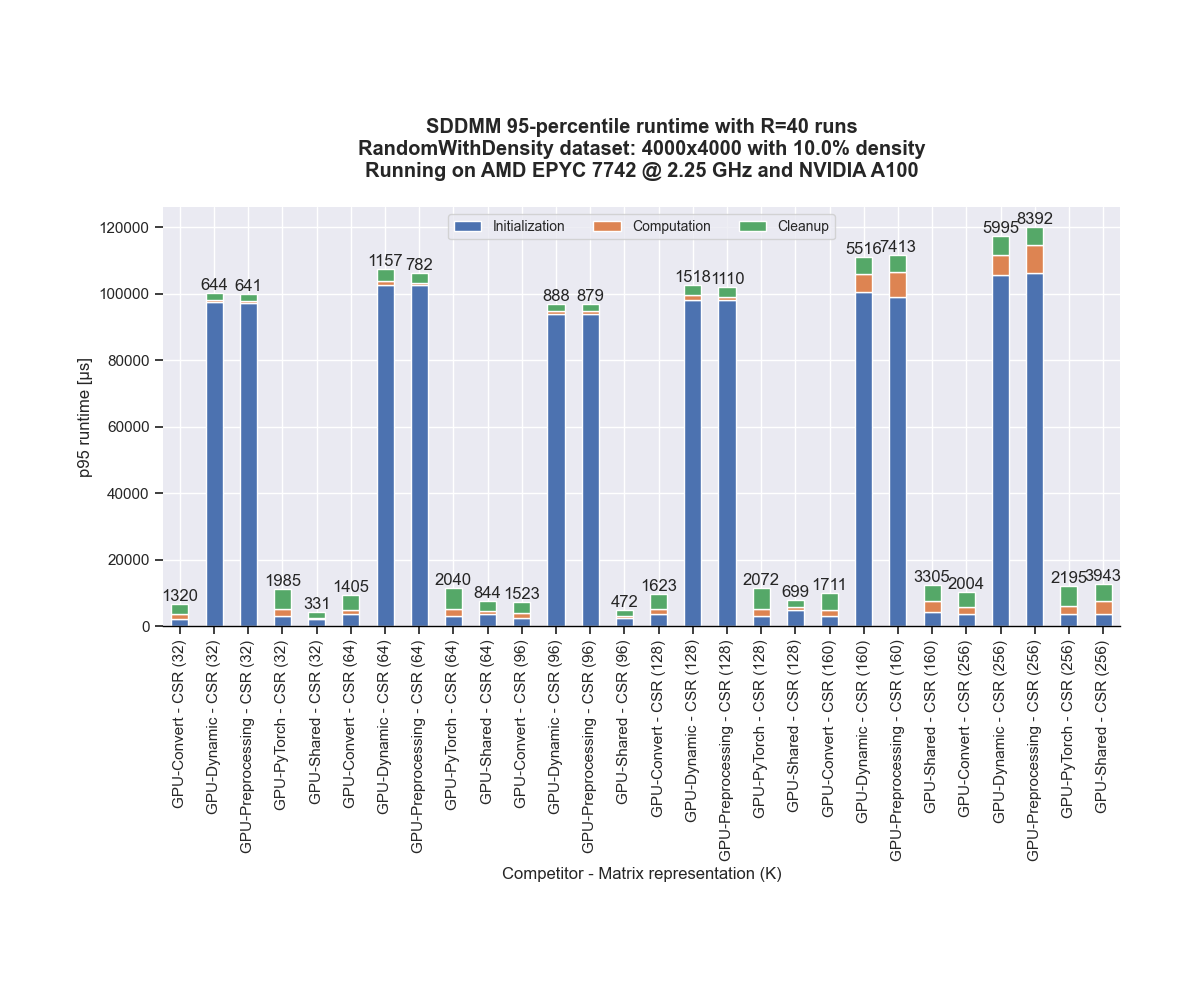 SDDMM 95-percentile runtime with R=40 runs
RandomWithDensity dataset: 4000x4000 with 10.0% density
Running on AMD EPYC 7742 @ 2.25 GHz and NVIDIA A100
Initialization
Computation
Cleanup
p95 runtime [µs]
120000
100000
80000
60000
40000
20000
0
1320
644
641
1985
331
1405
1157
782
2040
844
1523
888
879
472
1623
1518
1110
2072
699
1711
5516
7413
3305
2004
5995
8392
2195
3943
GPU-Convert - CSR (32)
GPU-Dynamic - CSR (32)
GPU-Preprocessing - CSR (32)
GPU-PyTorch - CSR (32)
GPU-Shared - CSR (32)
GPU-Convert - CSR (64)
GPU-Dynamic - CSR (64)
GPU-Preprocessing - CSR (64)
GPU-PyTorch - CSR (64)
GPU-Shared - CSR (64)
GPU-Convert - CSR (96)
GPU-Dynamic - CSR (96)
GPU-Preprocessing - CSR (96)
GPU-Shared - CSR (96)
GPU-Convert - CSR (128)
GPU-Dynamic - CSR (128)
GPU-Preprocessing - CSR (128)
GPU-PyTorch - CSR (128)
GPU-Shared - CSR (128)
GPU-Convert - CSR (160)
GPU-Dynamic - CSR (160)
GPU-Preprocessing - CSR (160)
GPU-Shared - CSR (160)
GPU-Convert - CSR (256)
GPU-Dynamic - CSR (256)
GPU-Preprocessing - CSR (256)
GPU-PyTorch - CSR (256)
GPU-Shared - CSR (256)
Competitor - Matrix representation (K)